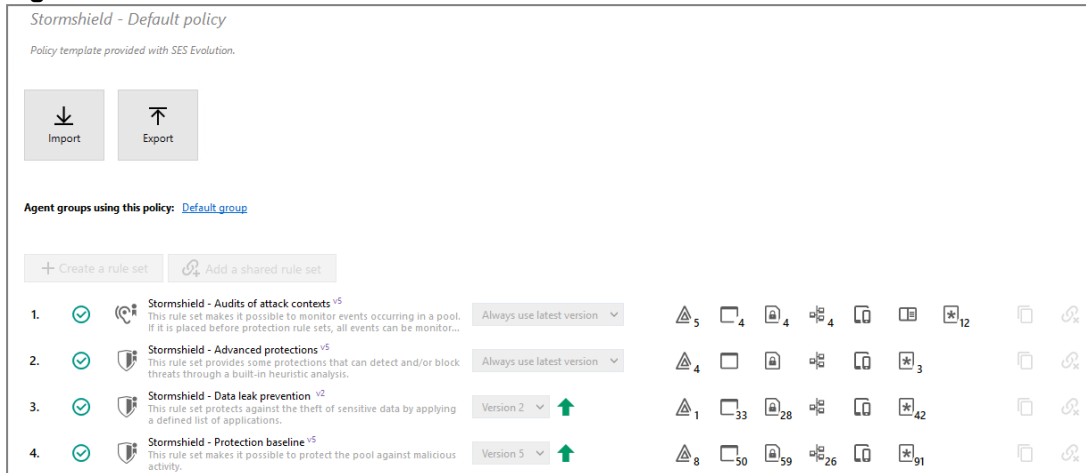 Stormshield - Default policy
Policy template provided with SES Evolution.
Import
Export
Agent groups using this policy: Default group
+ Create a rule set
Add a shared rule set
1. Stormshield - Audits of attack contexts v5
This rule set makes it possible to monitor events occurring in a pool.
If it is placed before protection rule sets, all events can be monitor...
Always use latest version
5 4 4 4 12
2. Stormshield - Advanced protections v5
This rule set provides some protections that can detect and/or block
threats through a built-in heuristic analysis.
Always use latest version
4 3
3. Stormshield - Data leak prevention v2
This rule set protects against the theft of sensitive data by applying
a defined list of applications.
Version 2
1 33 28 42
4. Stormshield - Protection baseline v5
This rule set makes it possible to protect the pool against malicious
activity.
Version 5
8 50 59 26 91